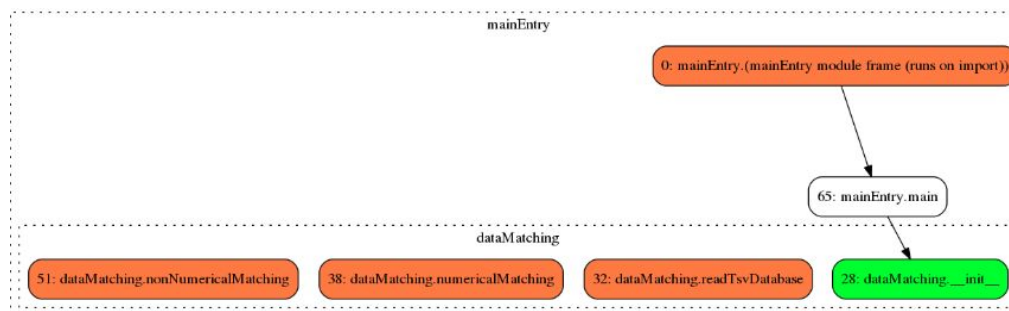 mainEntry
0: mainEntry.(mainEntry module frame (runs on import))
65: mainEntry.main
dataMatching
51: dataMatching.nonNumericalMatching
38: dataMatching.numericalMatching
32: dataMatching.readTsvDatabase
28: dataMatching.__init__